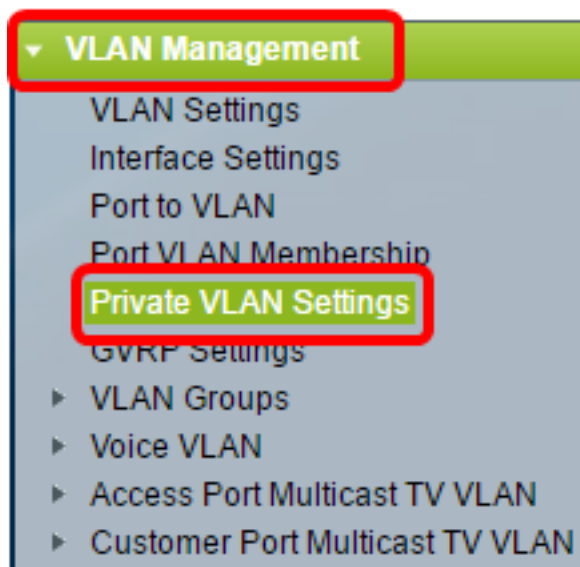 VLAN Management
VLAN Settings
Interface Settings
Port to VLAN
Port VLAN Membership
Private VLAN Settings
GVRP Settings
VLAN Groups
Voice VLAN
Access Port Multicast TV VLAN
Customer Port Multicast TV VLAN